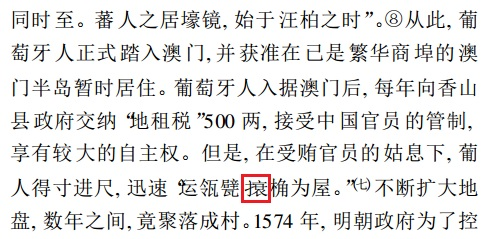 同时至。蕃人之居壕镜,始于汪柏之时”。⑧从此,葡
萄牙人正式踏入澳门,并获准在已是繁华商埠的澳
门半岛暂时居住。葡萄牙人入据澳门后,每年向香山
县政府交纳“地租税”500 两,接受中国官员的管制,
享有较大的自主权。但是,在受贿官员的姑息下,葡
人得寸进尺,迅速“运瓴甓榱桷为屋。”㈦不断扩大地
盘,数年之间,竟聚落成村。1574 年,明朝政府为了控